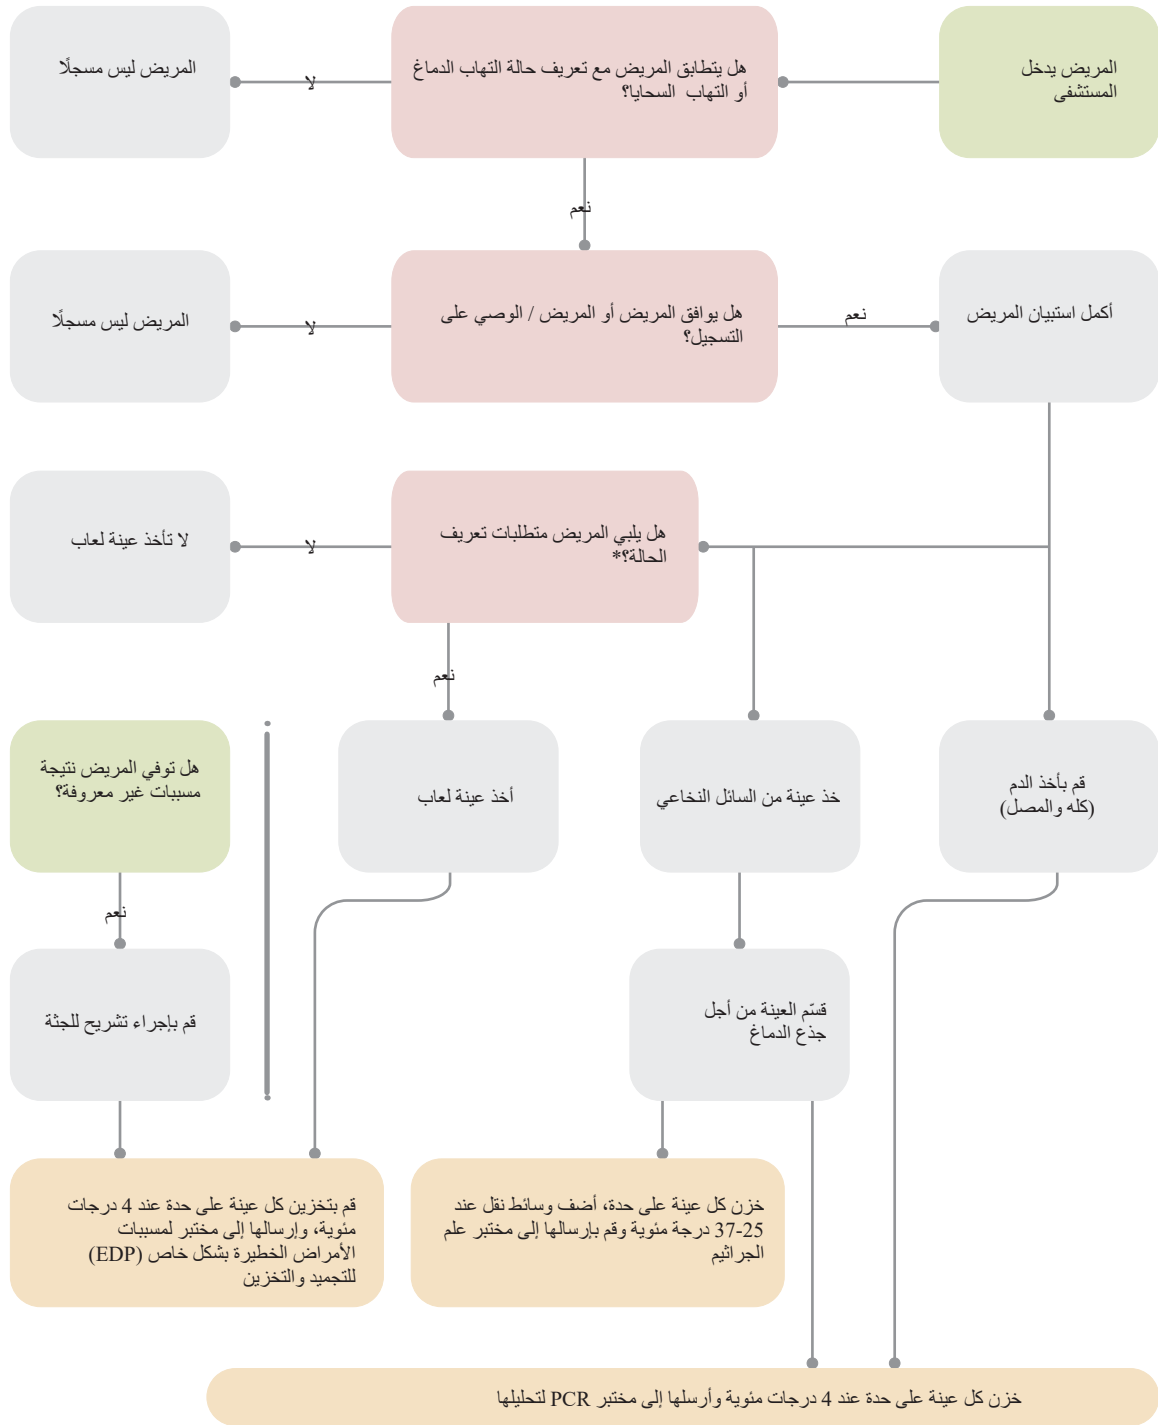 المريض يدخل
المستشفى
هل يتطابق المريض مع تعريف حالة التهاب الدماغ
أو التهاب السحايا؟
لا
المريض ليس مسجلًا
نعم
أكمل استبيان المريض
نعم
هل يوافق المريض أو المريض / الوصي على
التسجيل؟
لا
المريض ليس مسجلًا
هل يلبي المريض متطلبات تعريف
الحالة؟*
لا
لا تأخذ عينة لعاب
نعم
قم بأخذ الدم
(كله والمصل)
خذ عينة من السائل النخاعي
أخذ عينة لعاب
هل توفي المريض نتيجة
مسببات غير معروفة؟
نعم
قسّم العينة من أجل
جذع الدماغ
قم بإجراء تشريح للجثة
خزن كل عينة على حدة، أضف وسائط نقل عند
37-25 درجة مئوية وقم بإرسالها إلى مختبر علم
الجراثيم
قم بتخزين كل عينة على حدة عند 4 درجات
مئوية، وإرسالها إلى مختبر لمسببات
الأمراض الخطيرة بشكل خاص (EDP)
للتجميد والتخزين
خزن كل عينة على حدة عند 4 درجات مئوية وأرسلها إلى مختبر PCR لتحليلها